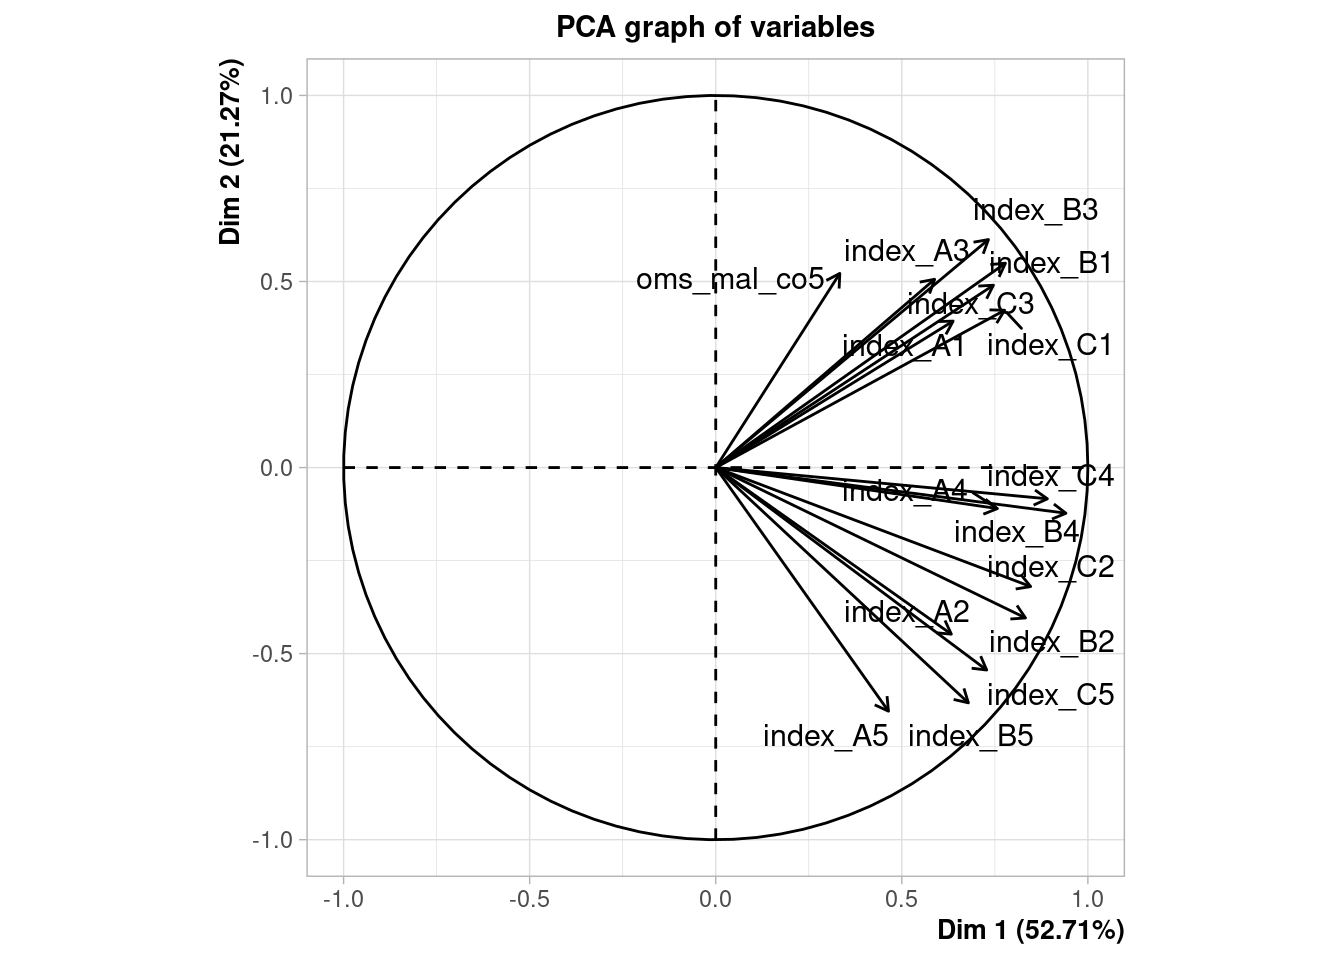 PCA graph of variables
Dim 2 (21.27%)
1.0
0.5
0.0
-0.5
-1.0
index_B3
index_A3
index_B1
oms_mal_co5
index_C3
index_A1
index_C1
index_C4
index_A4
index_B4
index_C2
index_A2
index_B2
index_C5
index_A5
index_B5
-1.0
-0.5
0.0
0.5
1.0
Dim 1 (52.71%)